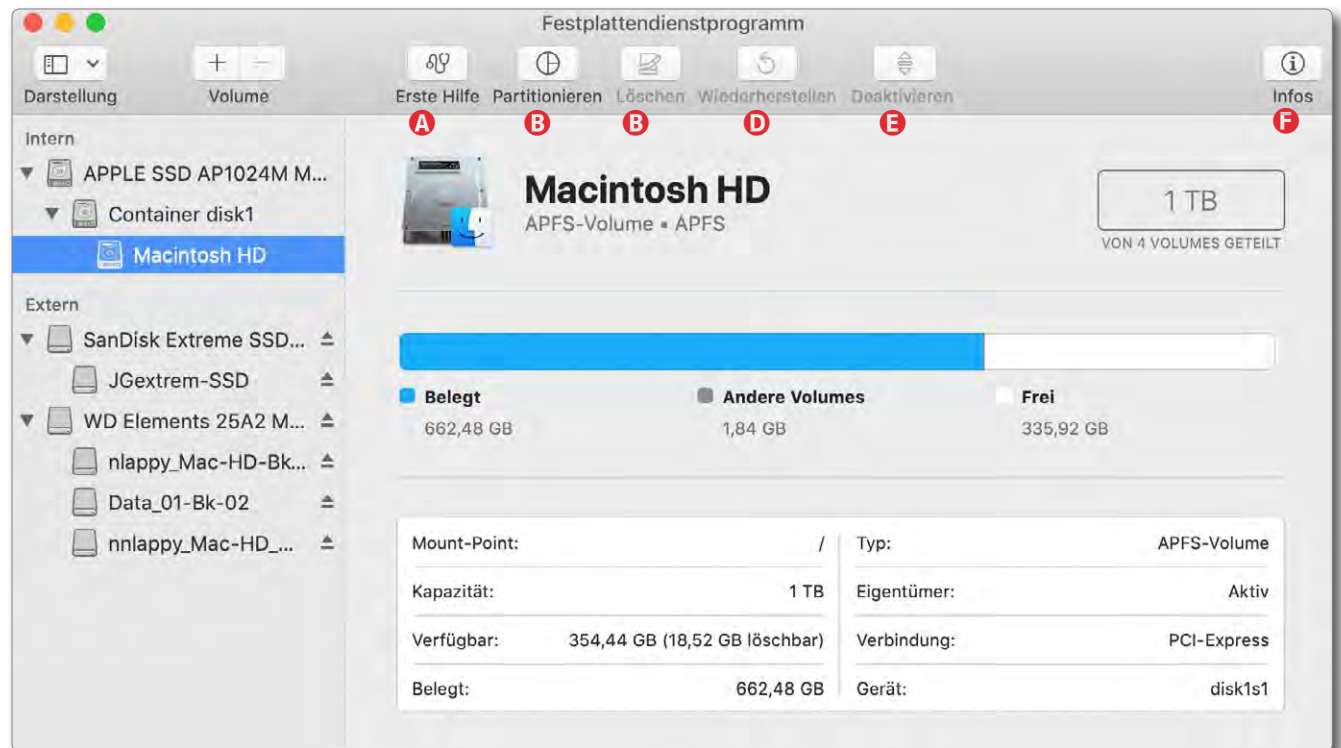 Festplattendienstprogramm
Darstellung Volume Erste Hilfe Partitionieren Löschen Wiederherstellen Deaktivieren Infos
A B B D E F
Intern
APPLE SSD AP1024M M...
Container disk1
Macintosh HD
Extern
SanDisk Extreme SSD...
JGextrem-SSD
WD Elements 25A2 M...
nlappy_Mac-HD-Bk...
Data_01-Bk-02
nnlappy_Mac-HD_...
Macintosh HD
APFS-Volume • APFS
1 TB
VON 4 VOLUMES GETEILT
Belegt Andere Volumes Frei
662,48 GB 1,84 GB 335,92 GB
Mount-Point: / Typ: APFS-Volume
Kapazität: 1 TB Eigentümer: Aktiv
Verfügbar: 354,44 GB (18,52 GB löschbar) Verbindung: PCI-Express
Belegt: 662,48 GB Gerät: disk1s1